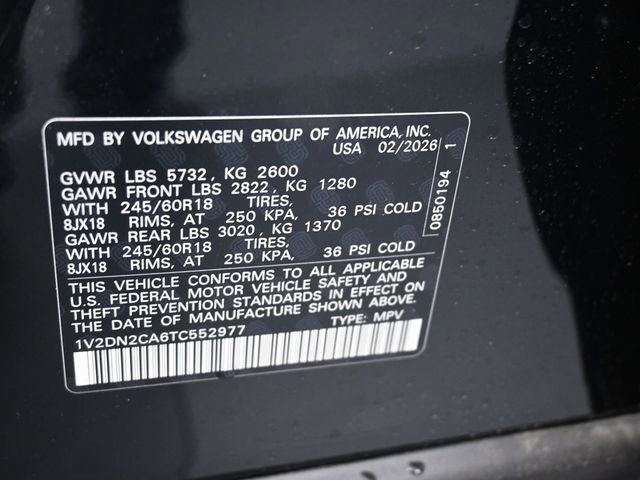 MFD BY VOLKSWAGEN GROUP OF AMERICA, INC.
USA 02/2026
GVWR LBS 5732, KG 2600
GAWR FRONT LBS 2822, KG 1280
WITH 245/60R18 TIRES,
8JX18 RIMS, AT 250 KPA, 36 PSI COLD
GAWR REAR LBS 3020, KG 1370
WITH 245/60R18 TIRES,
8JX18 RIMS, AT 250 KPA, 36 PSI COLD
THIS VEHICLE CONFORMS TO ALL APPLICABLE
U.S. FEDERAL MOTOR VEHICLE SAFETY AND
THEFT PREVENTION STANDARDS IN EFFECT ON
THE DATE OF MANUFACTURE SHOWN ABOVE.
1V2DN2CA6TC552977 TYPE: MPV
0850194 1